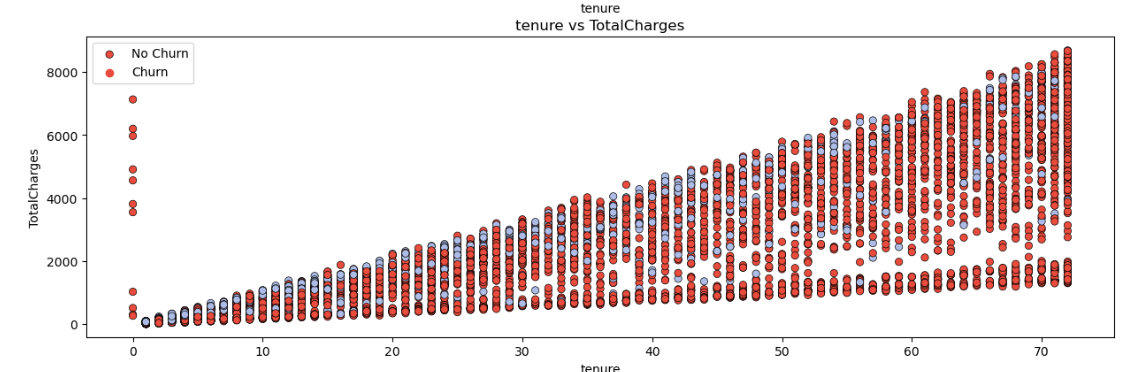 tenure
tenure vs TotalCharges
No Churn
Churn
TotalCharges
8000
6000
4000
2000
0
0 10 20 30 40 50 60 70
tenure